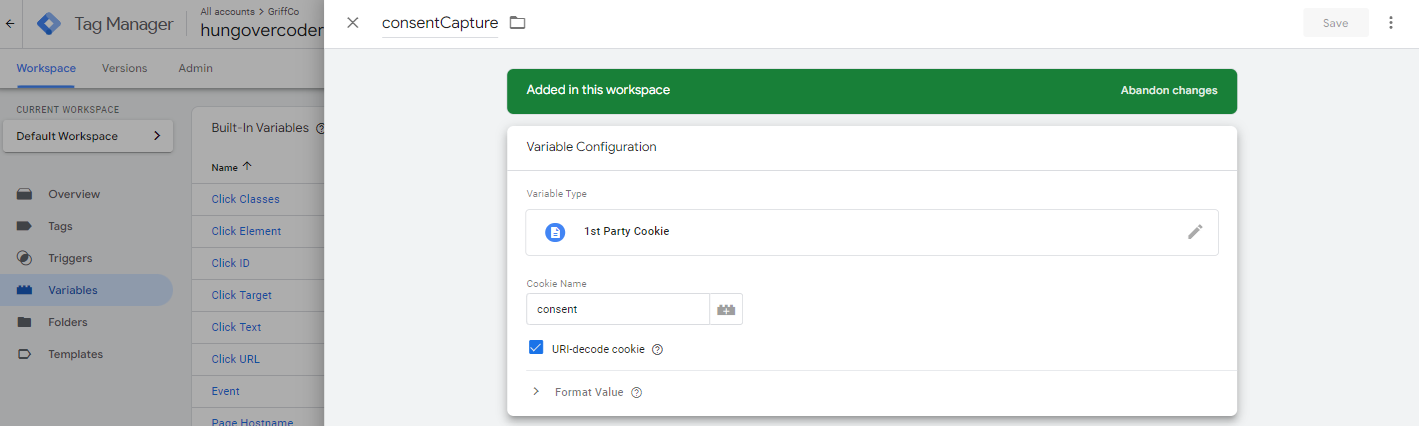 Tag Manager
All accounts > GriffCo
hungovercoder
Workspace
Versions
Admin
CURRENT WORKSPACE
Default Workspace
Overview
Tags
Triggers
Variables
Folders
Templates
Built-In Variables
Name
Click Classes
Click Element
Click ID
Click Target
Click Text
Click URL
Event
Page Hostname
consentCapture
Save
Added in this workspace
Abandon changes
Variable Configuration
Variable Type
1st Party Cookie
Cookie Name
consent
URI-decode cookie
Format Value